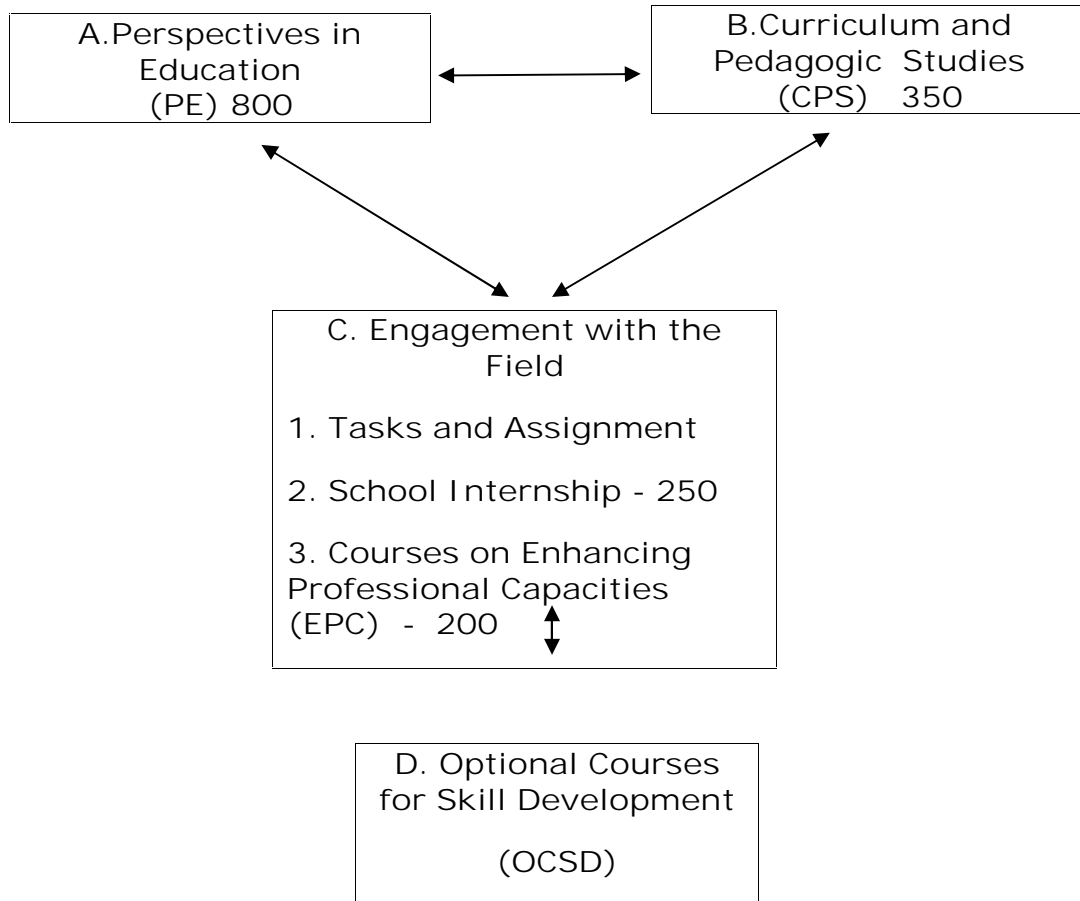 A.Perspectives in
Education
(PE) 800
B.Curriculum and
Pedagogic Studies
(CPS) 350
C. Engagement with the
Field
1. Tasks and Assignment
2. School Internship - 250
3. Courses on Enhancing
Professional Capacities
(EPC) - 200
D. Optional Courses
for Skill Development
(OCSD)